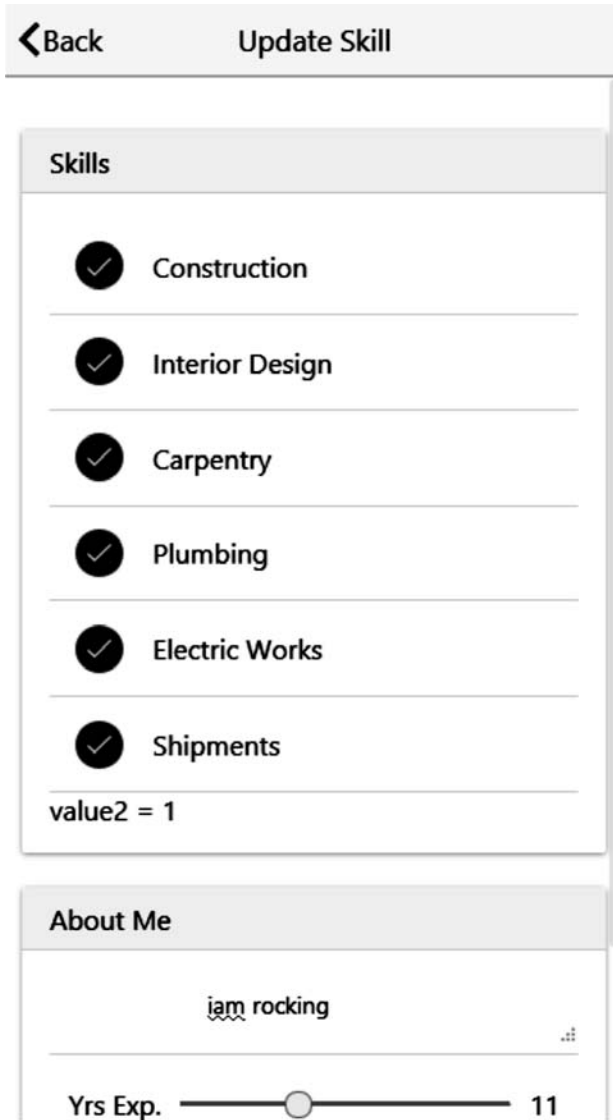 Back Update Skill
Skills
Construction
Interior Design
Carpentry
Plumbing
Electric Works
Shipments
value2 = 1
About Me
iam rocking
Yrs Exp. 11